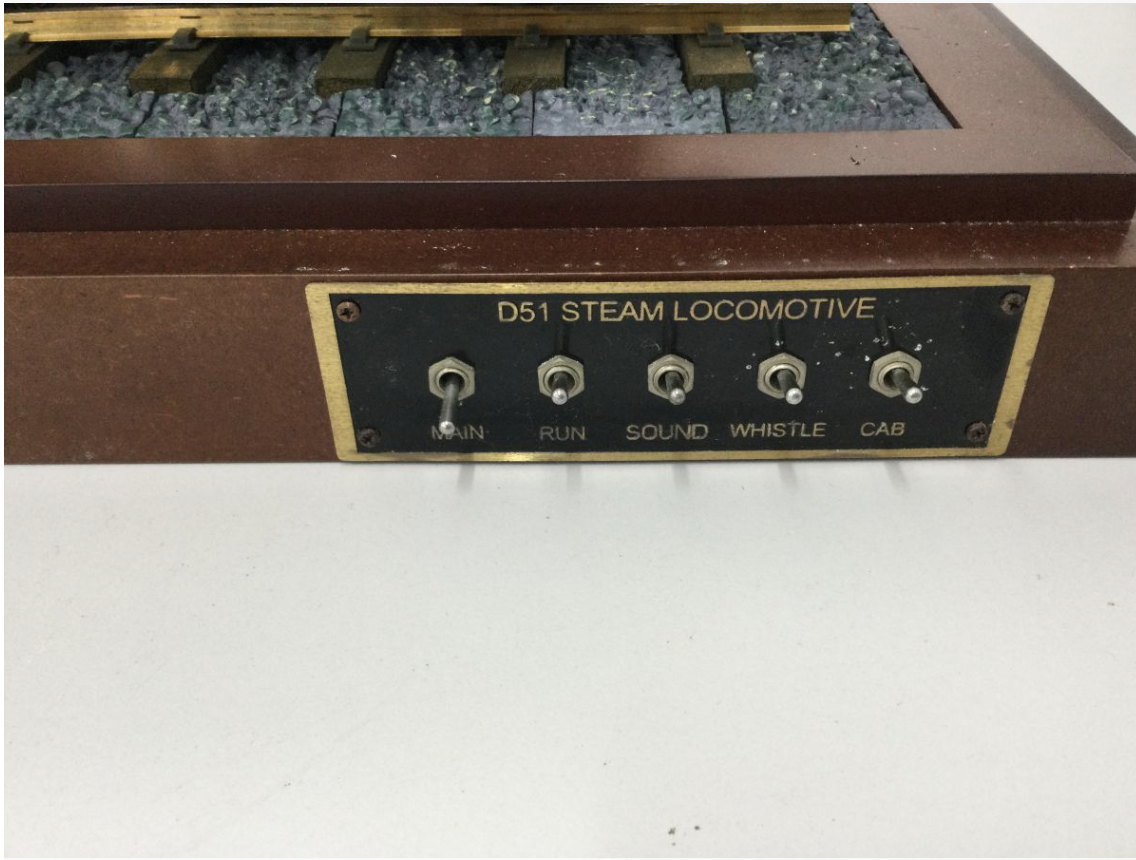 D51 STEAM LOCOMOTIVE
MAIN RUN SOUND WHISTLE CAB